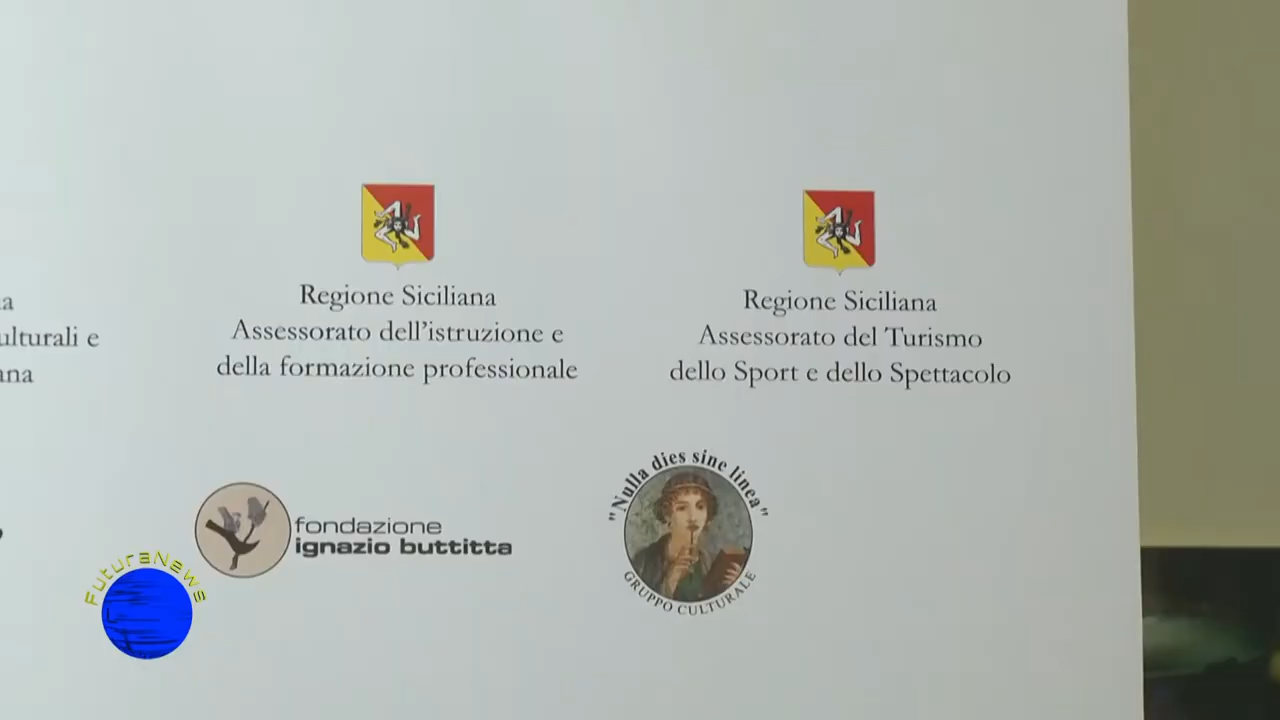 Regione Siciliana
Assessorato dell'istruzione e
della formazione professionale
Regione Siciliana
Assessorato del Turismo
dello Sport e dello Spettacolo
ulturali e
fondazione
ignazio buttitta
"Nulla dies sine linea"
GRUPPO CULTURALE
FuturaNews